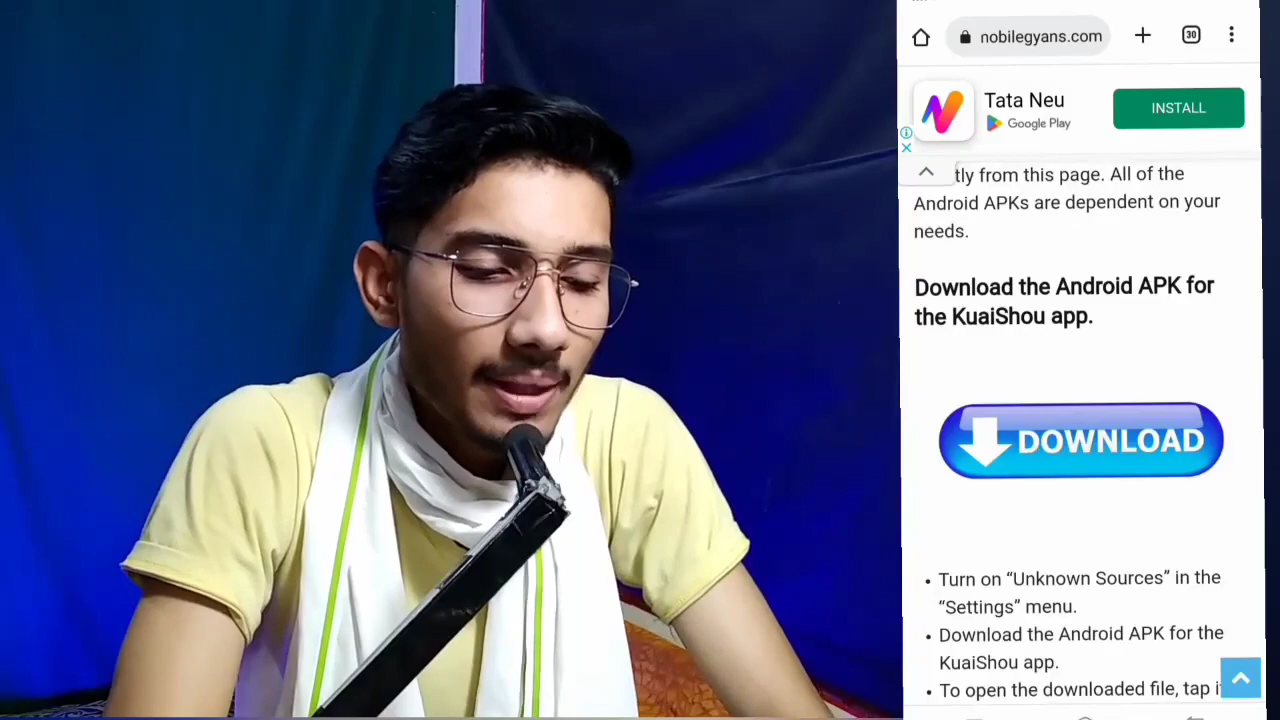 nobilegyans.com
30
Tata Neu
INSTALL
Google Play
tly from this page. All of the
Android APKs are dependent on your
needs.
Download the Android APK for
the KuaiShou app.
DOWNLOAD
• Turn on “Unknown Sources” in the
“Settings” menu.
• Download the Android APK for the
KuaiShou app.
• To open the downloaded file, tap i